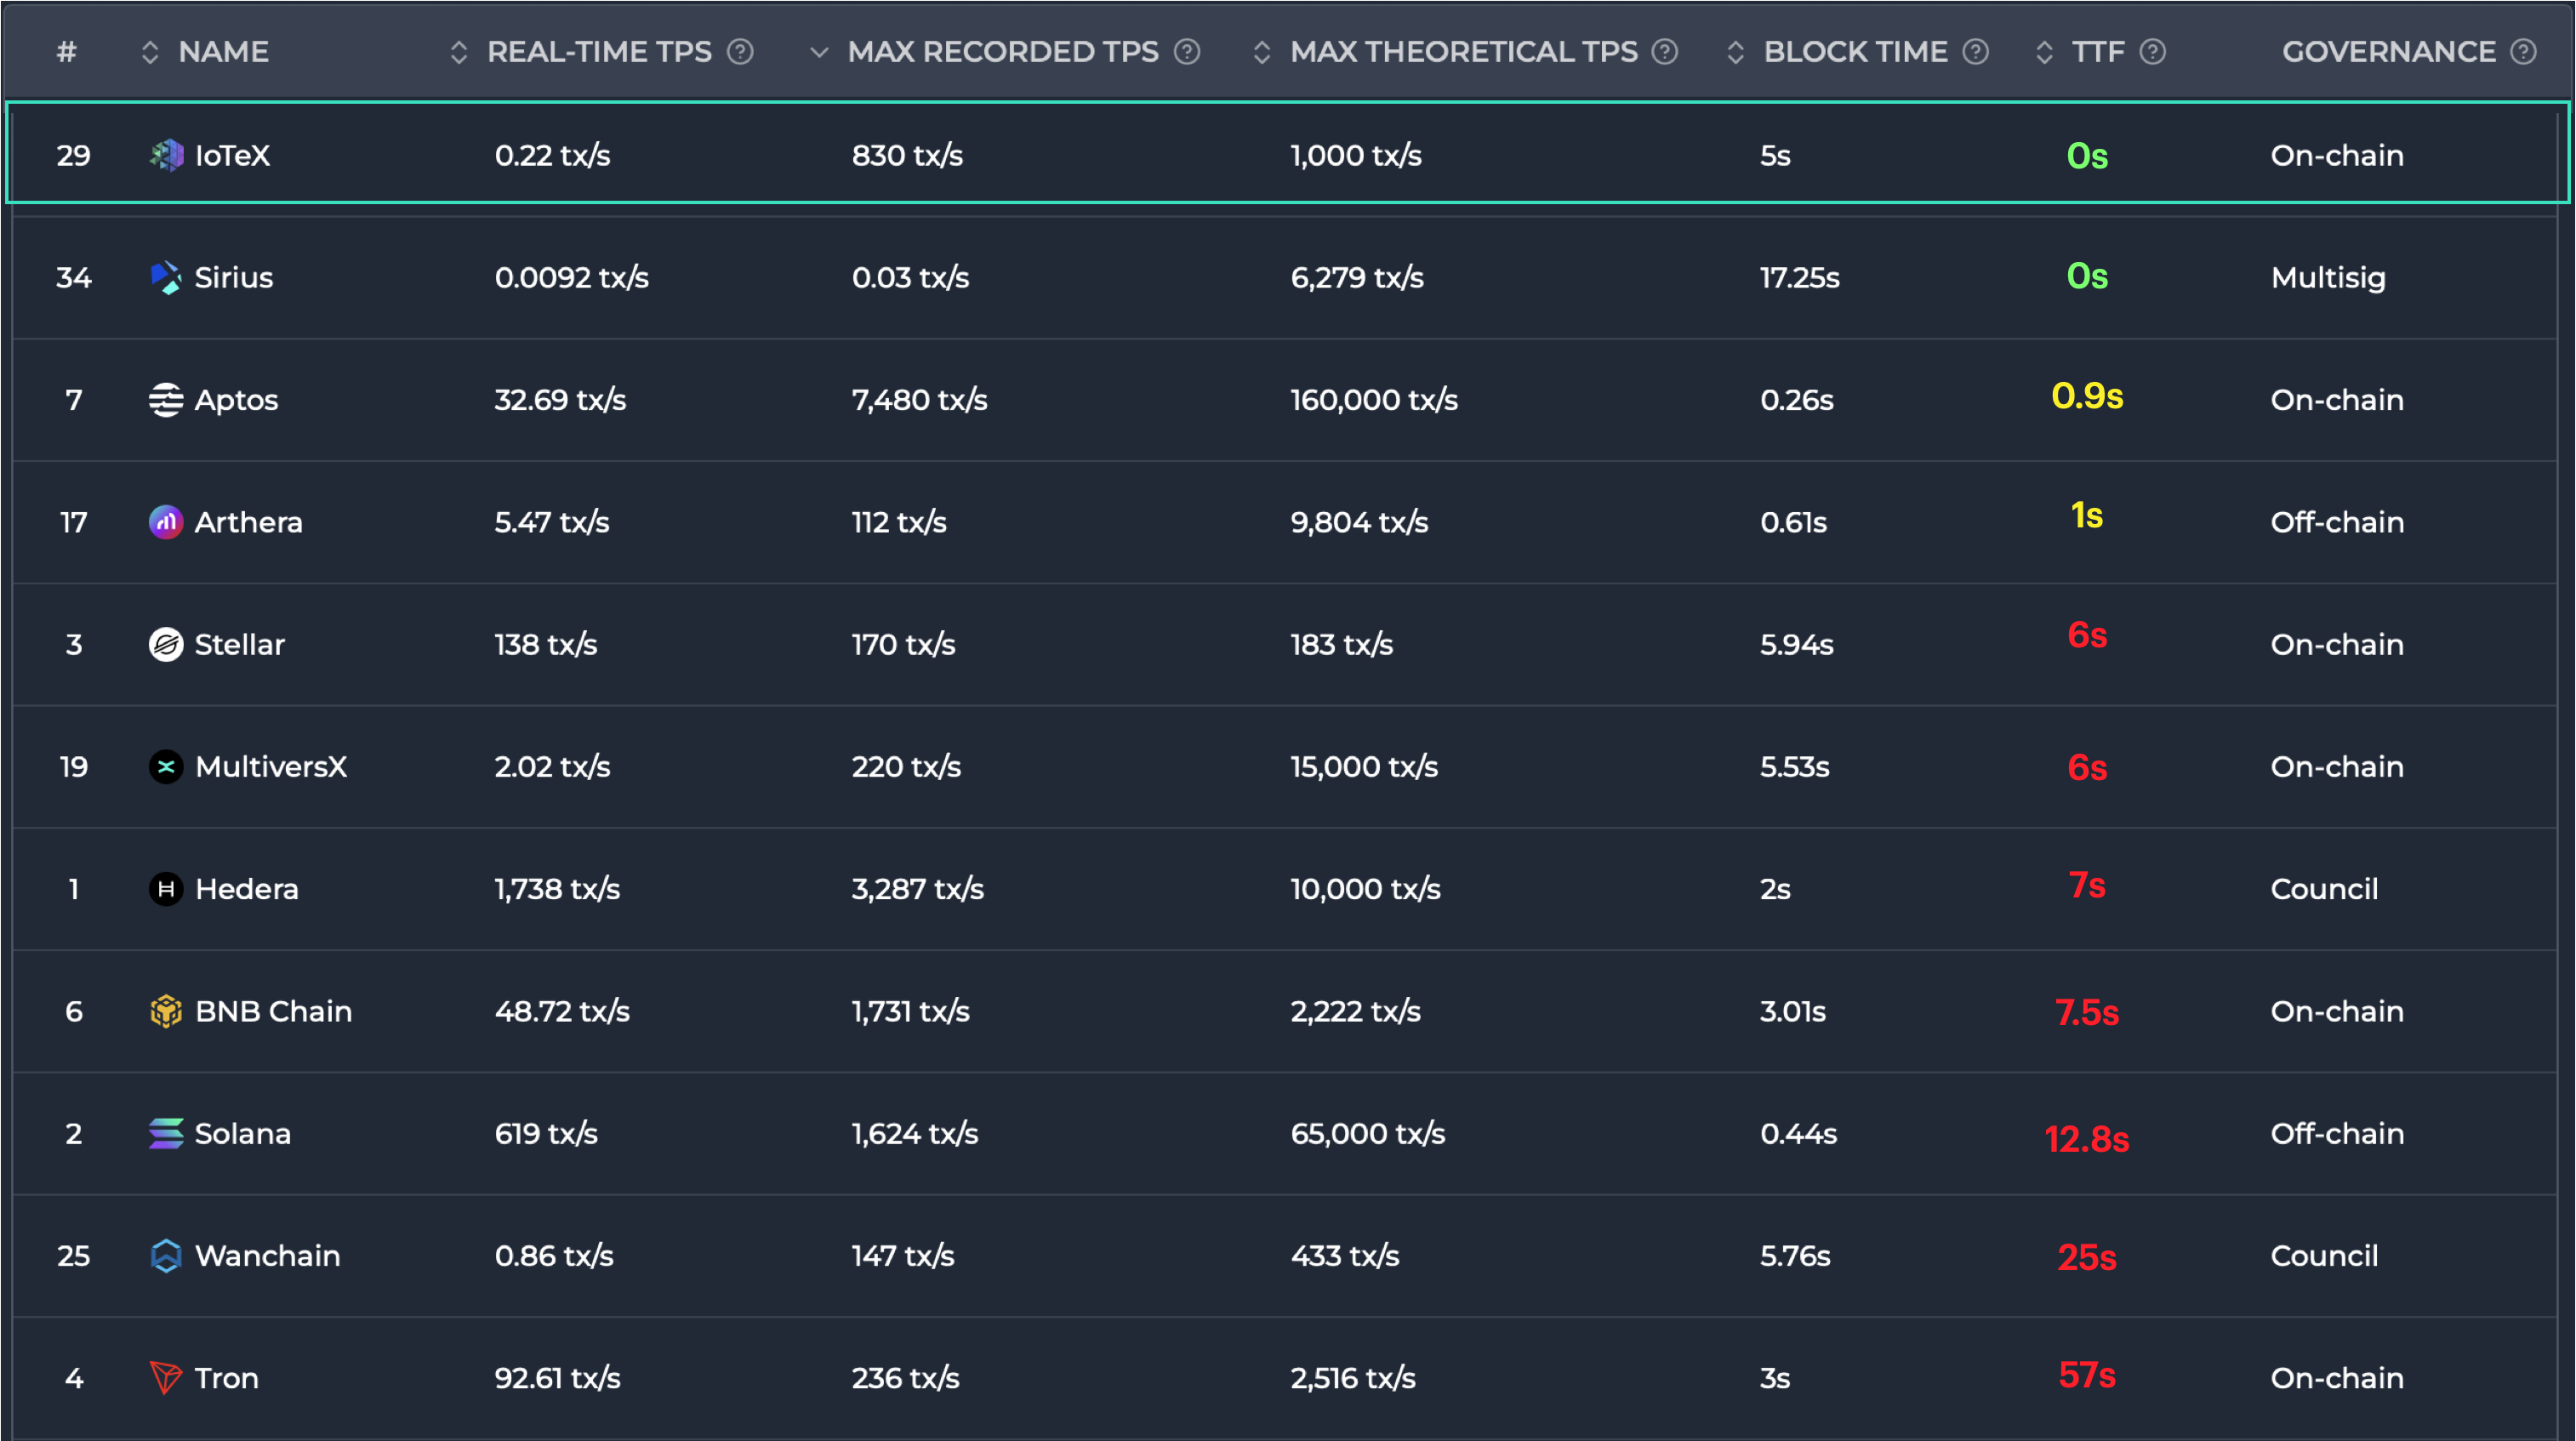 # NAME REAL-TIME TPS ? MAX RECORDED TPS ? MAX THEORETICAL TPS ? BLOCK TIME ? TTF ? GOVERNANCE ?
29 IoTeX 0.22 tx/s 830 tx/s 1,000 tx/s 5s 0s On-chain
34 Sirius 0.0092 tx/s 0.03 tx/s 6,279 tx/s 17.25s 0s Multisig
7 Aptos 32.69 tx/s 7,480 tx/s 160,000 tx/s 0.26s 0.9s On-chain
17 Arthera 5.47 tx/s 112 tx/s 9,804 tx/s 0.61s 1s Off-chain
3 Stellar 138 tx/s 170 tx/s 183 tx/s 5.94s 6s On-chain
19 MultiversX 2.02 tx/s 220 tx/s 15,000 tx/s 5.53s 6s On-chain
1 Hedera 1,738 tx/s 3,287 tx/s 10,000 tx/s 2s 7s Council
6 BNB Chain 48.72 tx/s 1,731 tx/s 2,222 tx/s 3.01s 7.5s On-chain
2 Solana 619 tx/s 1,624 tx/s 65,000 tx/s 0.44s 12.8s Off-chain
25 Wanchain 0.86 tx/s 147 tx/s 433 tx/s 5.76s 25s Council
4 Tron 92.61 tx/s 236 tx/s 2,516 tx/s 3s 57s On-chain